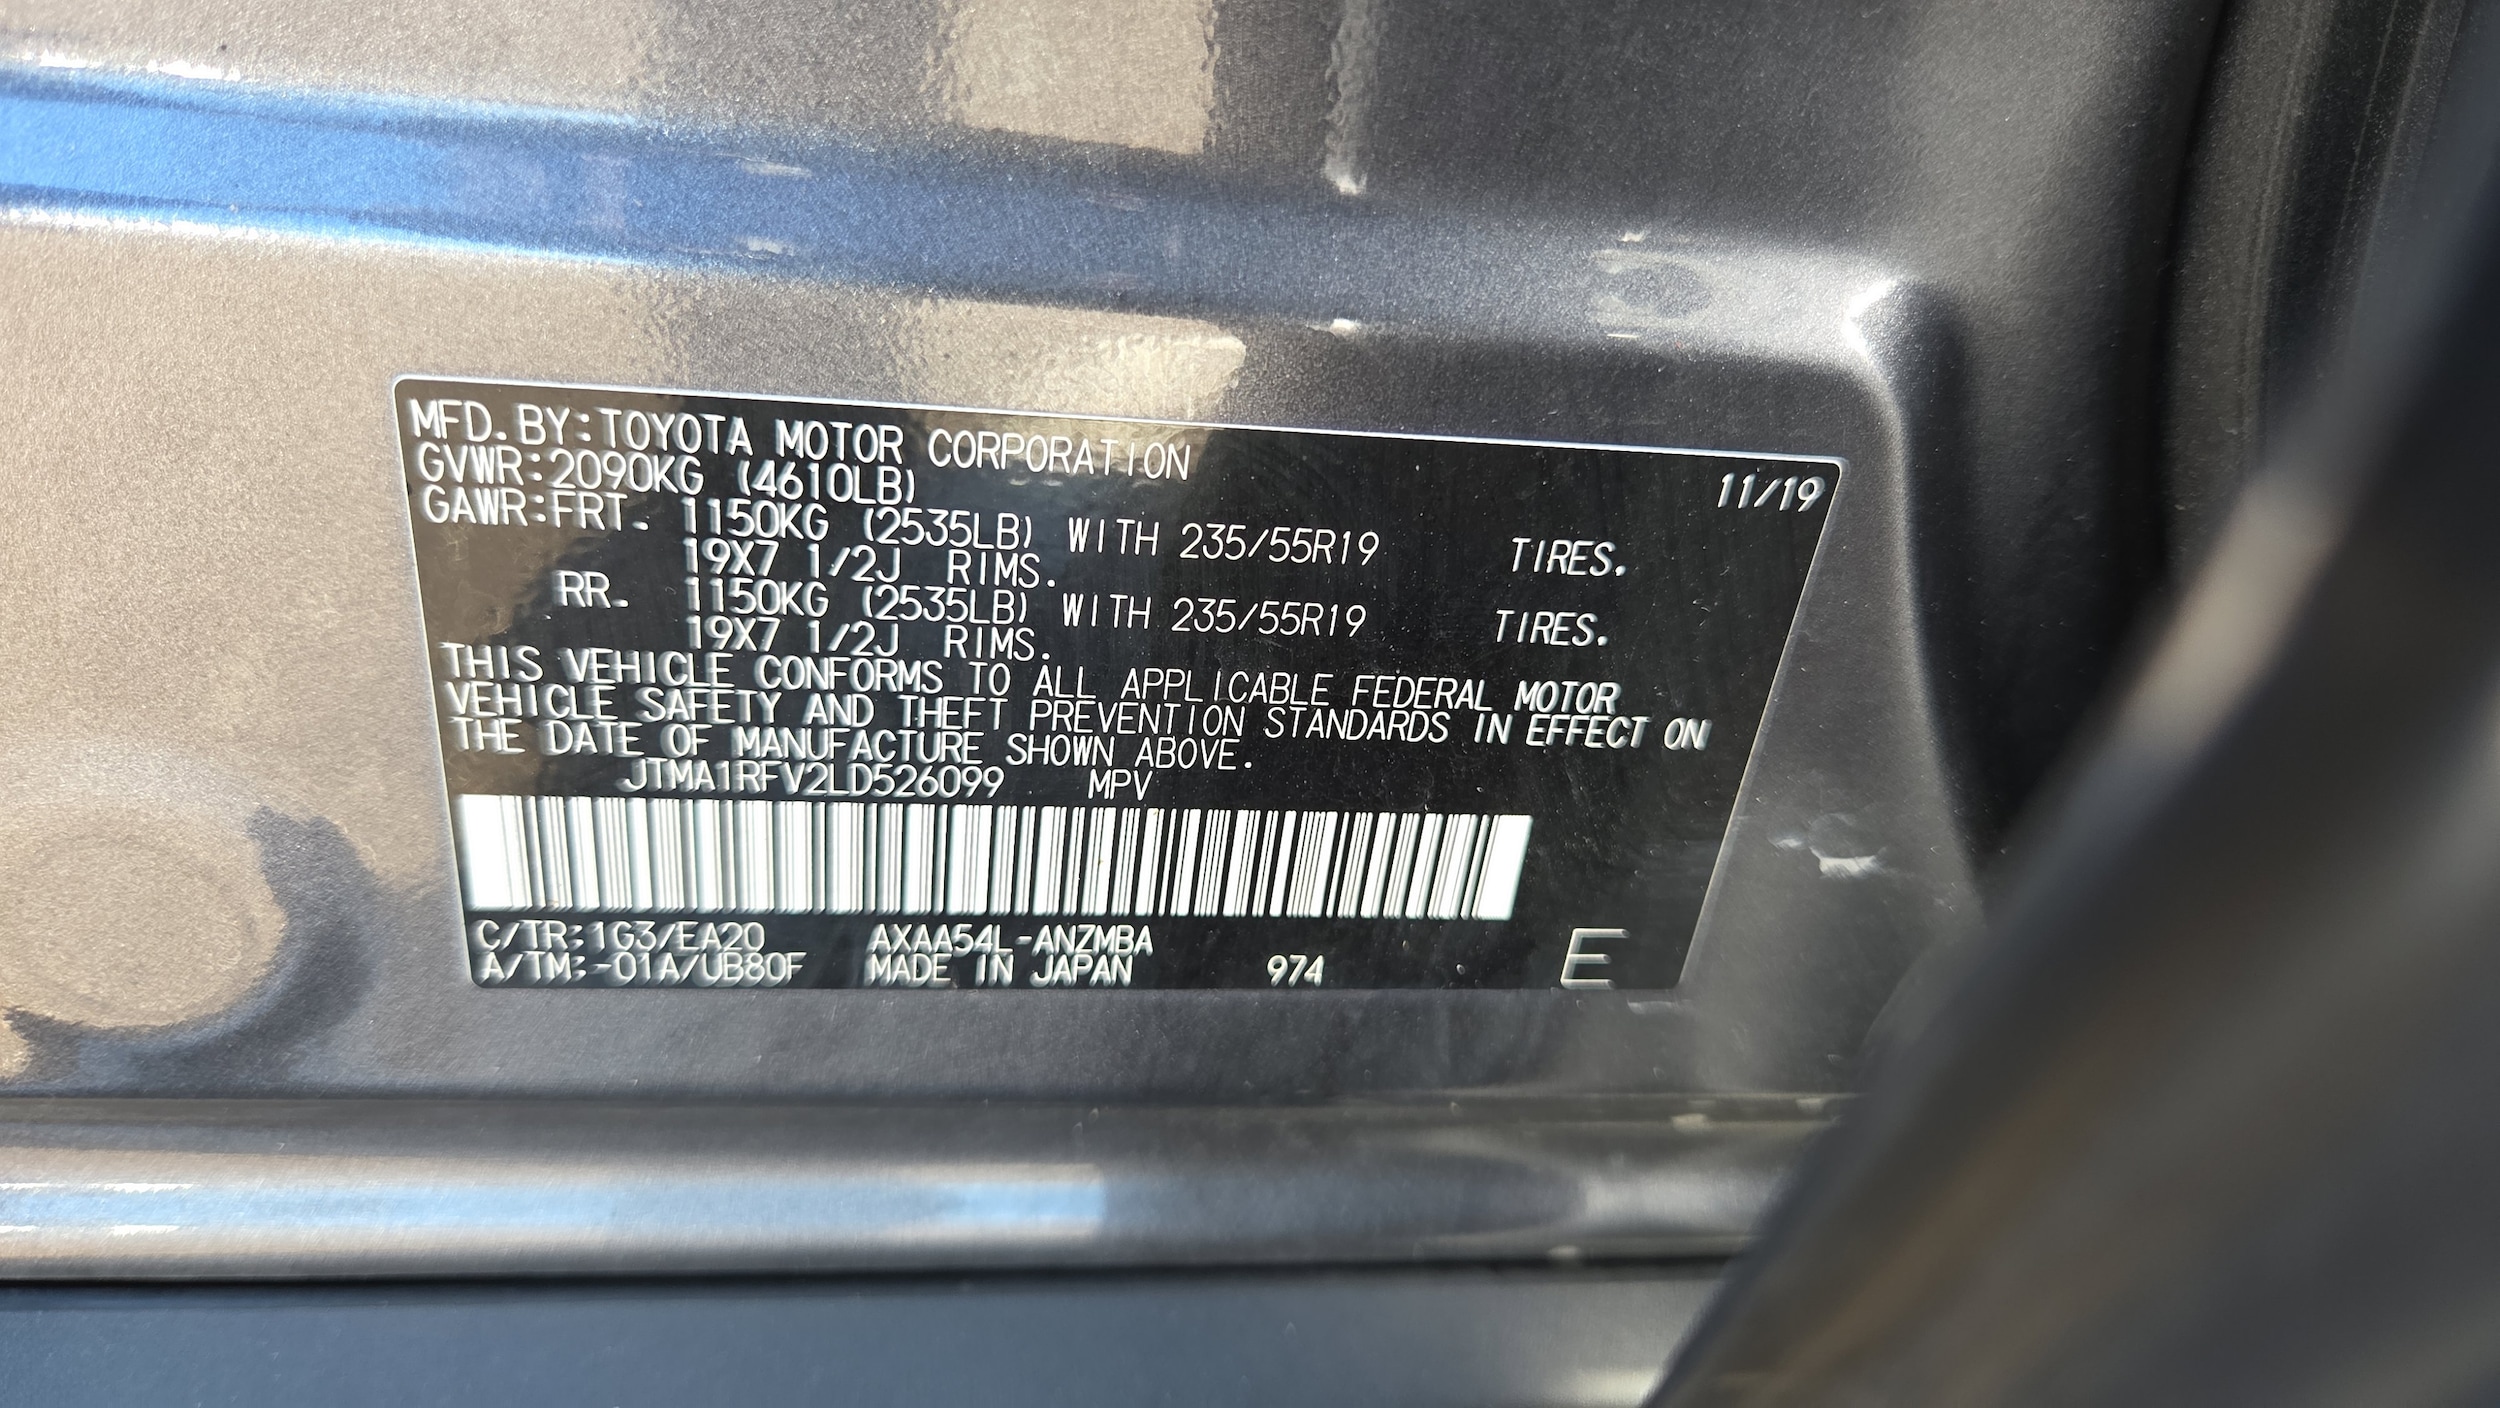 MFD.BY:TOYOTA MOTOR CORPORATION 11/19
GVWR:2090KG (4610LB)
GAWR:FRT. 1150KG (2535LB) WITH 235/55R19 TIRES.
19X7 1/2J RIMS.
RR. 1150KG (2535LB) WITH 235/55R19 TIRES.
19X7 1/2J RIMS.
THIS VEHICLE CONFORMS TO ALL APPLICABLE FEDERAL MOTOR
VEHICLE SAFETY AND THEFT PREVENTION STANDARDS IN EFFECT ON
THE DATE OF MANUFACTURE SHOWN ABOVE.
JTMA1RFV2LD526099 MPV
C/TR:1G3/EA20 AXAA54L-ANZMBA
A/TM:-01A/UB80F MADE IN JAPAN 974 E